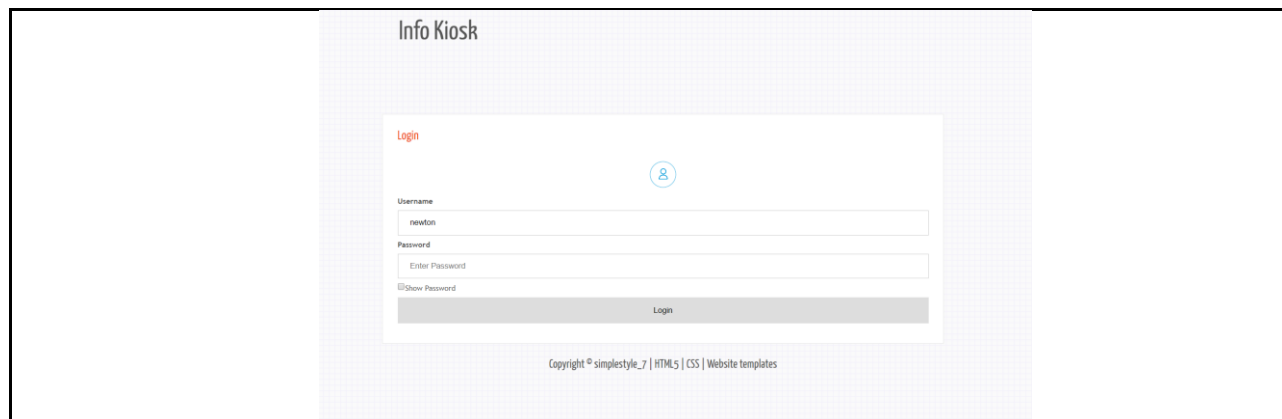 Info Kiosk
Login
Username
newton
Password
Enter Password
Show Password
Login
Copyright © simplestyle_7 | HTML5 | CSS | Website templates